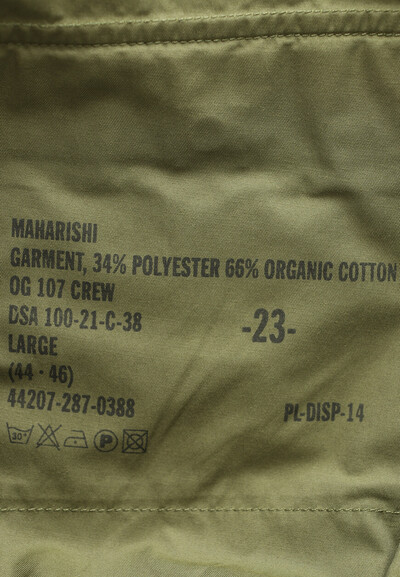 MAHARISHI
GARMENT, 34% POLYESTER 66% ORGANIC COTTON
OG 107 CREW
DSA 100-21-C-38
-23-
LARGE
(44 · 46)
44207-287-0388
PL-DISP-14
30°
P